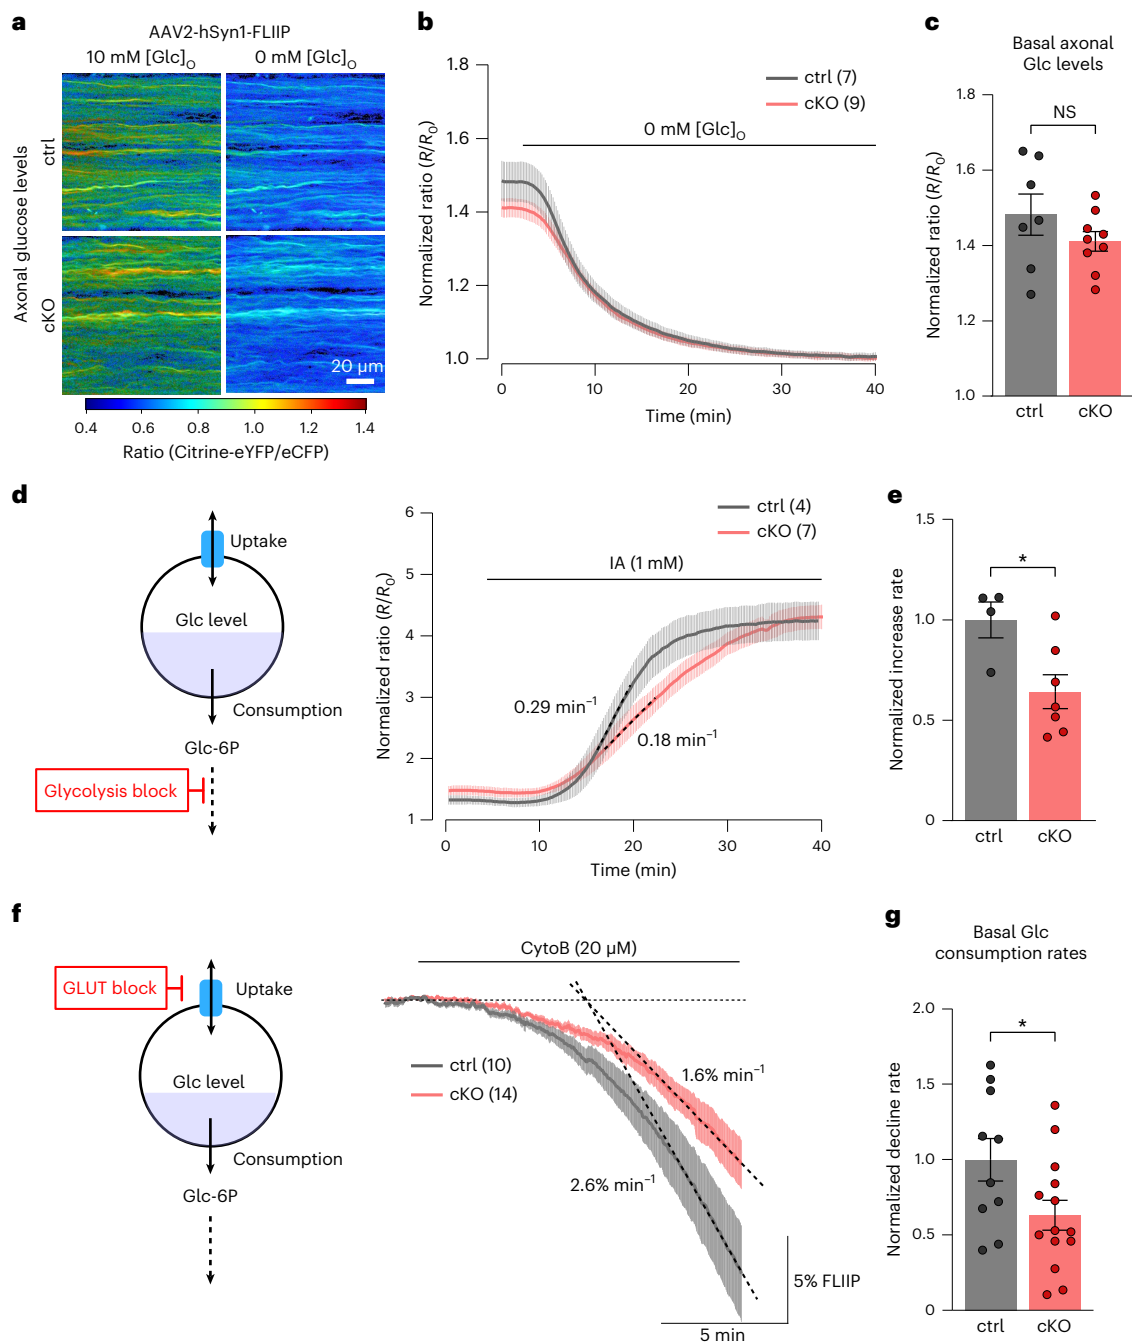 a
AAV2-hSyn1-FLIIP
10 mM [Glc]O
0 mM [Glc]O
Axonal glucose levels
ctrl
cKO
20 µm
0.4 0.6 0.8 1.0 1.2 1.4
Ratio (Citrine-eYFP/eCFP)
b
Normalized ratio (R/R0)
1.8
1.6
1.4
1.2
1.0
ctrl (7)
cKO (9)
0 mM [Glc]O
0 10 20 30 40
Time (min)
c
Basal axonal
Glc levels
Normalized ratio (R/R0)
1.8
1.6
1.4
1.2
1.0
NS
ctrl cKO
d
Uptake
Glc level
Consumption
Glc-6P
Glycolysis block
Normalized ratio (R/R0)
6
5
4
3
2
1
ctrl (4)
cKO (7)
IA (1 mM)
0.29 min−1
0.18 min−1
0 10 20 30 40
Time (min)
e
Normalized increase rate
1.5
1.0
0.5
0
*
ctrl cKO
f
GLUT block
Uptake
Glc level
Consumption
Glc-6P
CytoB (20 µM)
ctrl (10)
cKO (14)
1.6% min−1
2.6% min−1
5% FLIIP
5 min
g
Basal Glc
consumption rates
Normalized decline rate
2.0
1.5
1.0
0.5
0
*
ctrl cKO